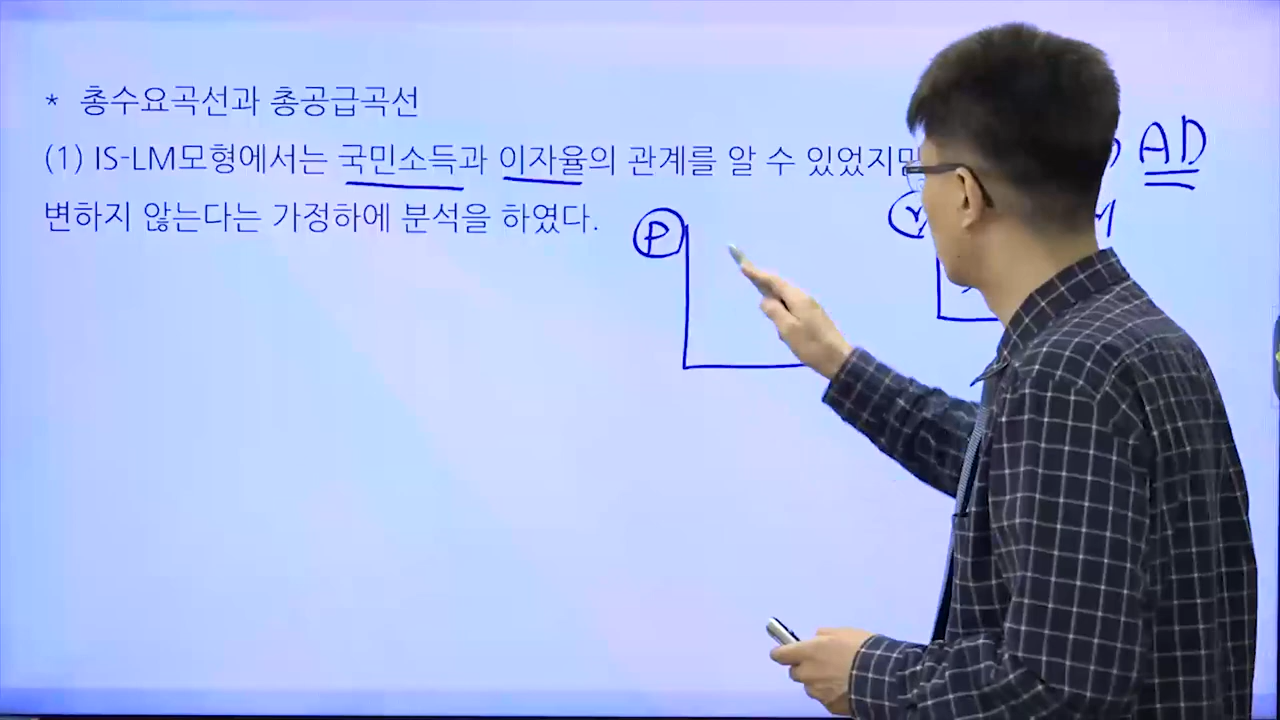 * 총수요곡선과 총공급곡선
(1) IS-LM모형에서는 국민소득과 이자율의 관계를 알 수 있었지만
AD
변하지 않는다는 가정하에 분석을 하였다.
P